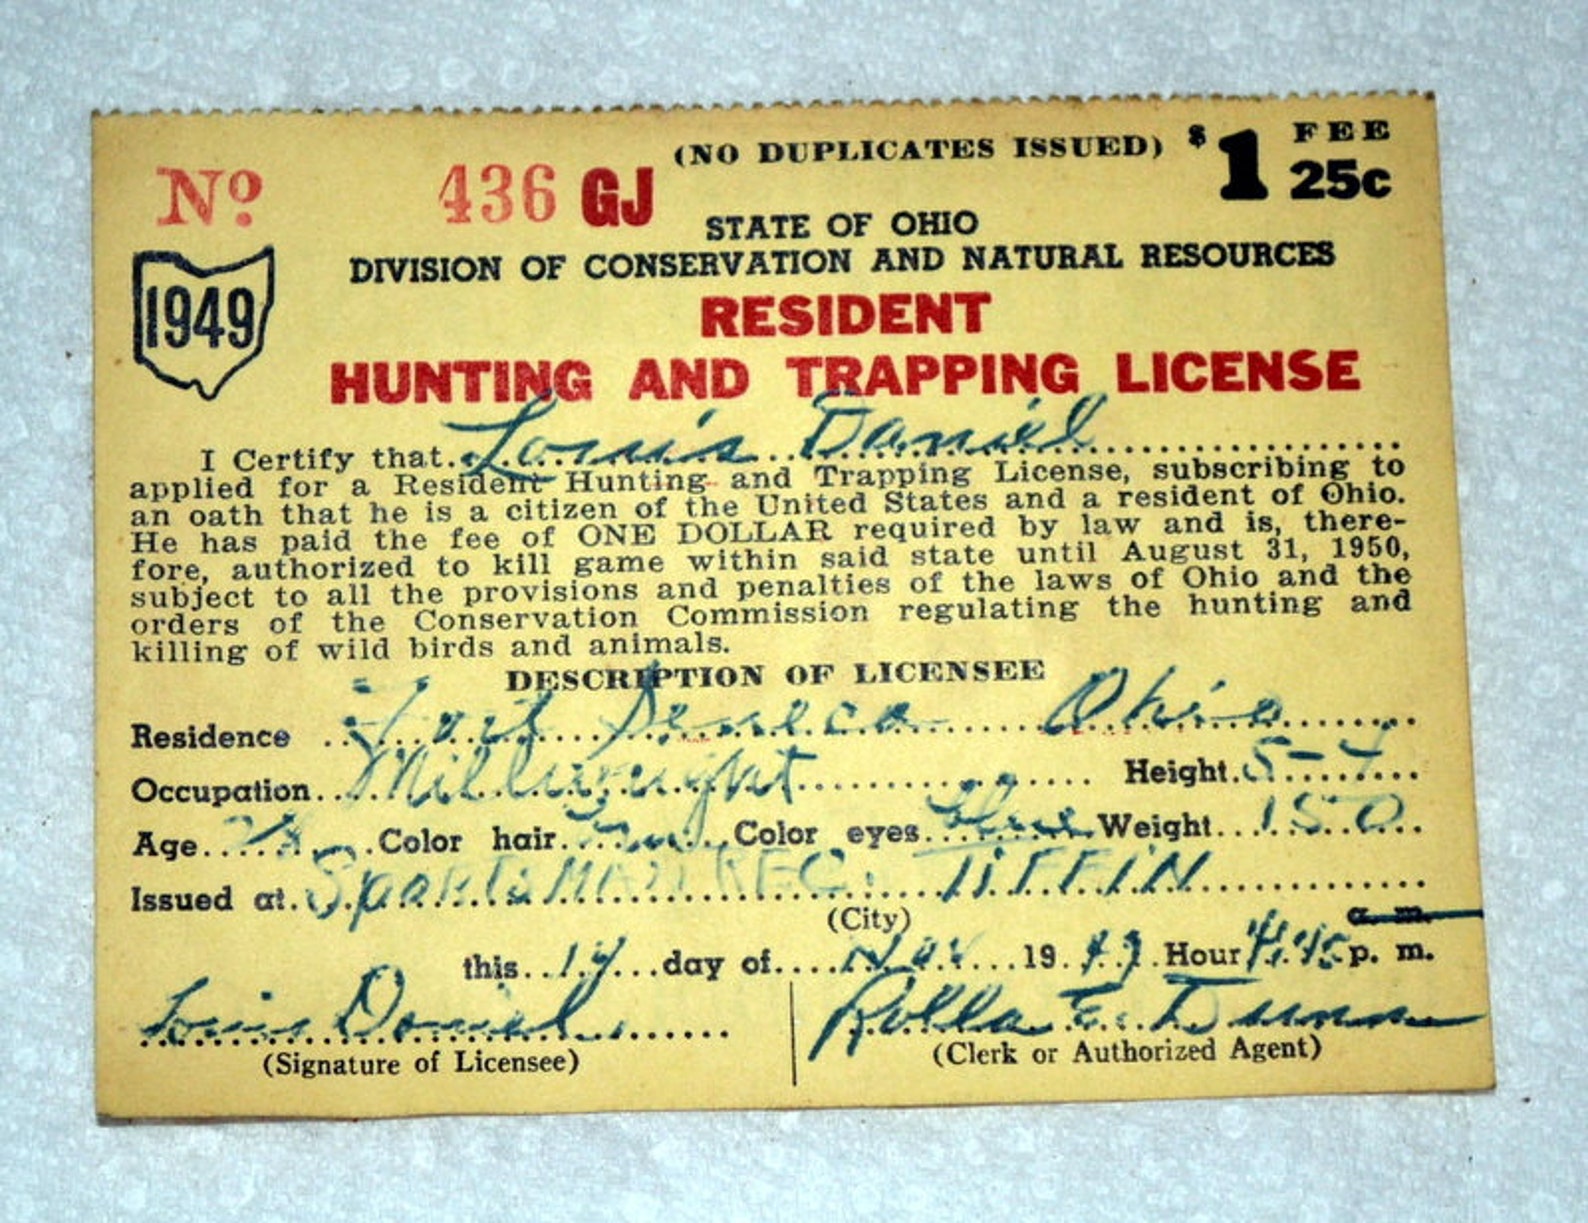 (NO DUPLICATES ISSUED) $1 FEE 25c
No 436 GJ
STATE OF OHIO
DIVISION OF CONSERVATION AND NATURAL RESOURCES
1949
RESIDENT
HUNTING AND TRAPPING LICENSE
I Certify that Louis Daniel
applied for a Resident Hunting and Trapping License, subscribing to
an oath that he is a citizen of the United States and a resident of Ohio.
He has paid the fee of ONE DOLLAR required by law and is, there-
fore, authorized to kill game within said state until August 31, 1950,
subject to all the provisions and penalties of the laws of Ohio and the
orders of the Conservation Commission regulating the hunting and
killing of wild birds and animals.
DESCRIPTION OF LICENSEE
Residence Fort Seneca Ohio
Occupation Millwright Height 5-7
Age Color hair Color eyes Blue Weight 150
Issued at SPORTSMAN REC. TIFFIN
(City) a. m.
this 14 day of Nov 1949 Hour 4:45 p. m.
Louis Daniel Rolla E. Dunn
(Signature of Licensee) (Clerk or Authorized Agent)